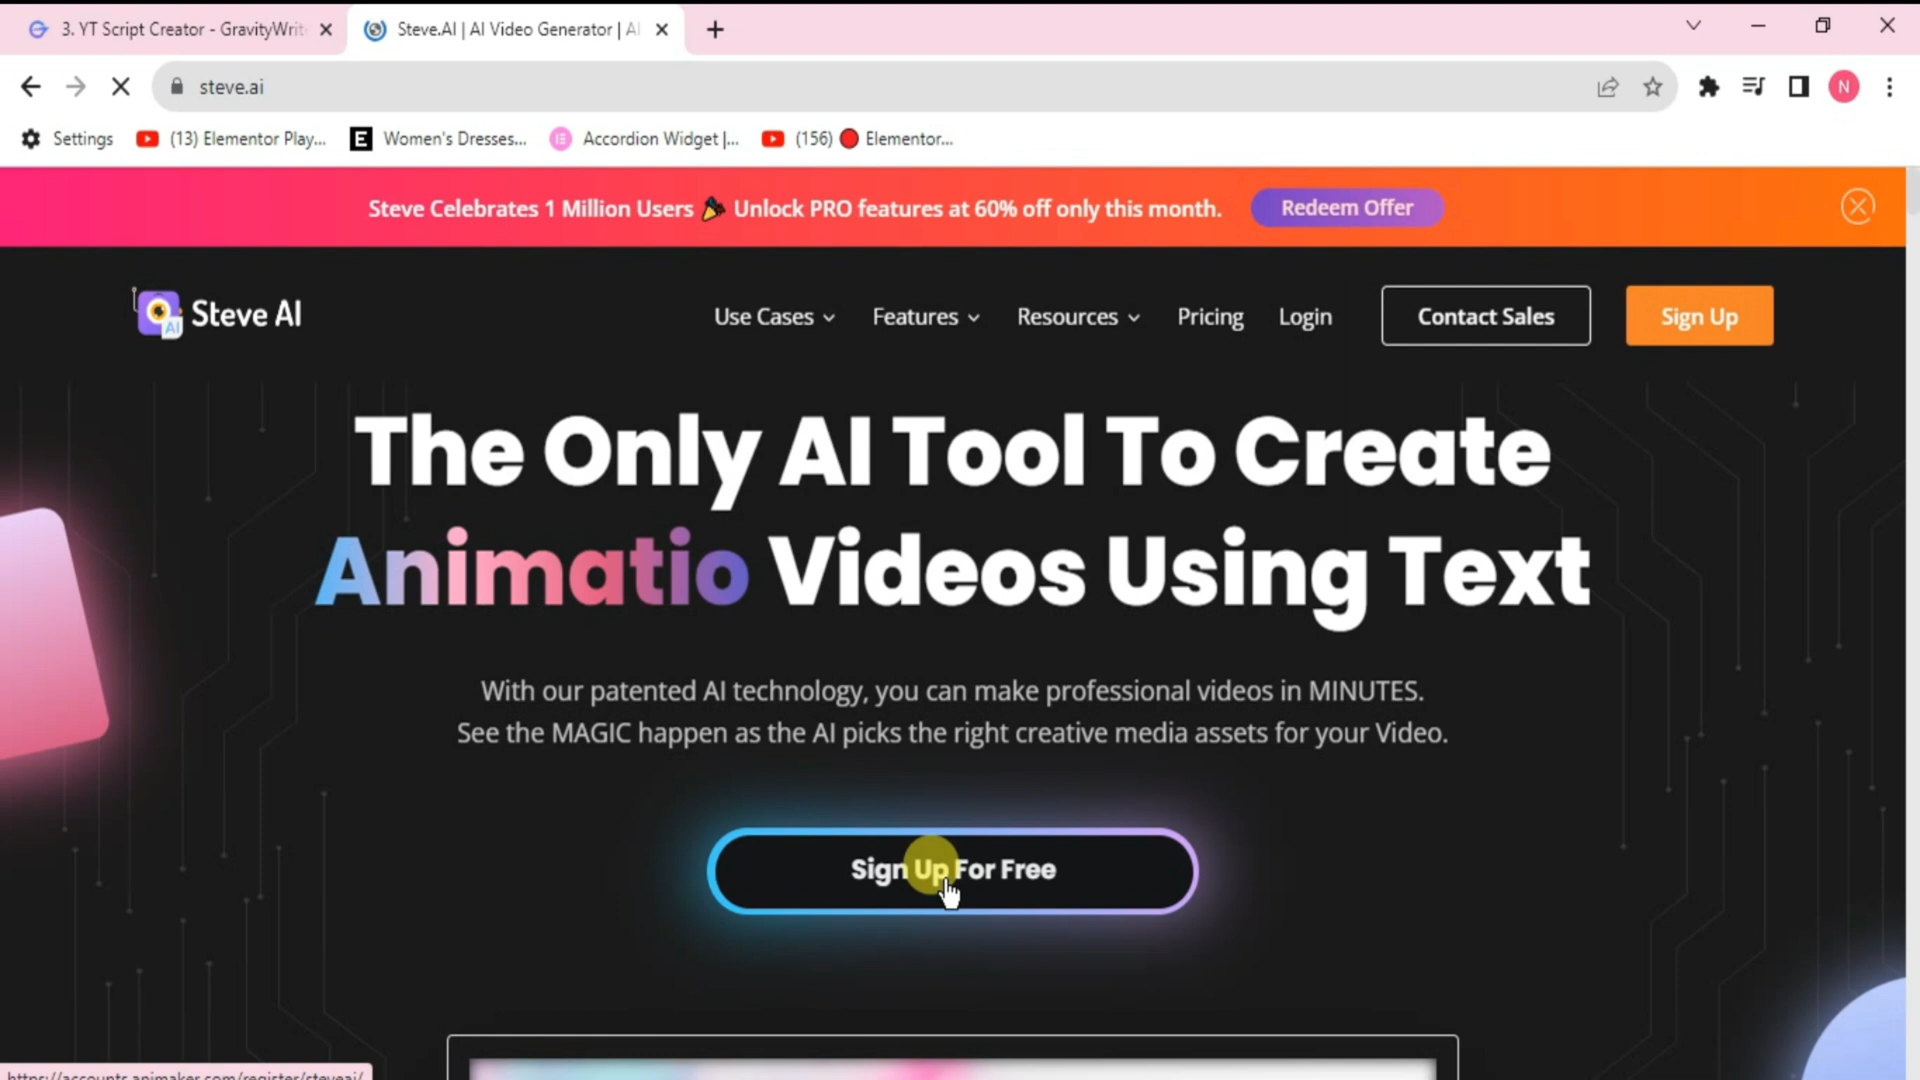 3. YT Script Creator - GravityWrit
Steve.AI | AI Video Generator | AI
steve.ai
N
Settings
(13) Elementor Play...
E
Women's Dresses...
Accordion Widget |...
(156) Elementor...
Steve Celebrates 1 Million Users Unlock PRO features at 60% off only this month.
Redeem Offer
AI
Steve AI
Use Cases
Features
Resources
Pricing
Login
Contact Sales
Sign Up
The Only AI Tool To Create
Animatio Videos Using Text
With our patented AI technology, you can make professional videos in MINUTES.
See the MAGIC happen as the AI picks the right creative media assets for your Video.
Sign Up For Free
https://accounts.animaker.com/register/steveai/